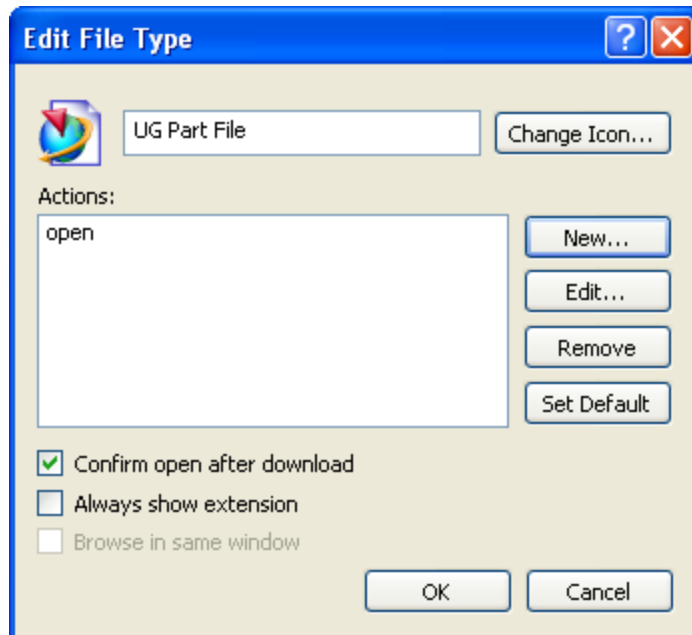 Edit File Type
?
UG Part File
Change Icon...
Actions:
open
New...
Edit...
Remove
Set Default
Confirm open after download
Always show extension
Browse in same window
OK
Cancel